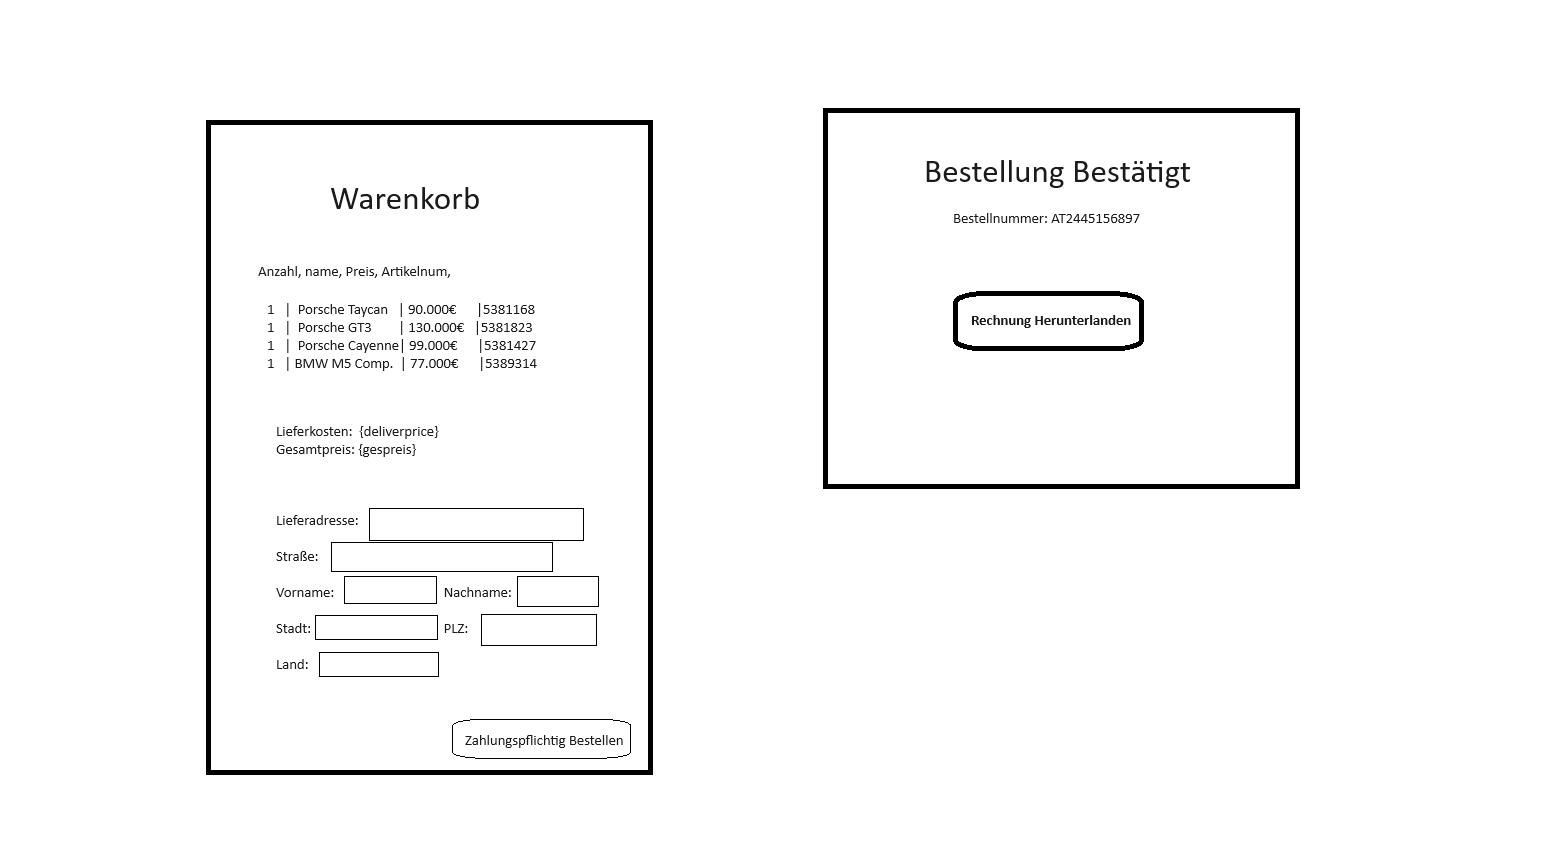 Warenkorb
Anzahl, name, Preis, Artikelnum,
1 | Porsche Taycan | 90.000€ |5381168
1 | Porsche GT3 | 130.000€ |5381823
1 | Porsche Cayenne| 99.000€ |5381427
1 | BMW M5 Comp. | 77.000€ |5389314
Lieferkosten: {deliverprice}
Gesamtpreis: {gespreis}
Lieferadresse:
Straße:
Vorname: Nachname:
Stadt: PLZ:
Land:
Zahlungspflichtig Bestellen
Bestellung Bestätigt
Bestellnummer: AT2445156897
Rechnung Herunterlanden